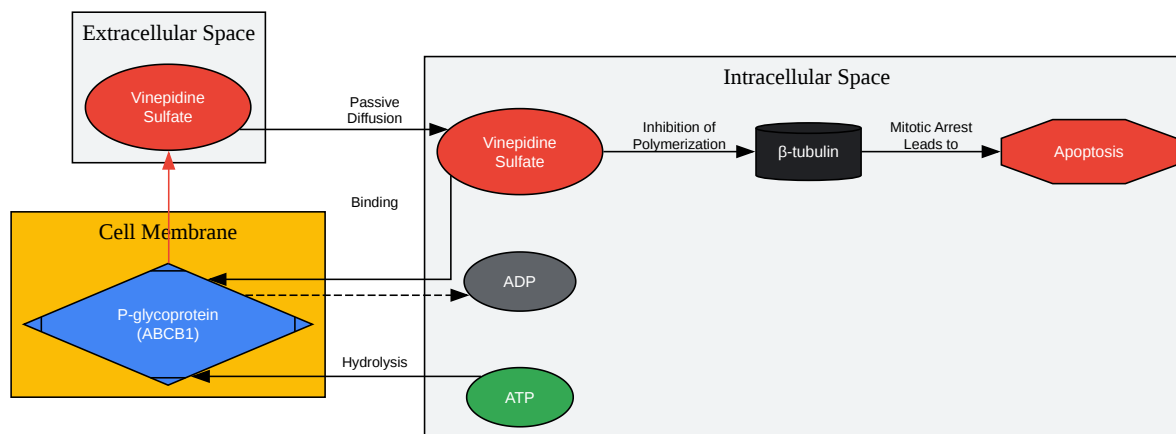 Extracellular Space
Vinepidine
Sulfate
Passive
Diffusion
Intracellular Space
Vinepidine
Sulfate
Inhibition of
Polymerization
β-tubulin
Mitotic Arrest
Leads to
Apoptosis
Binding
Cell Membrane
P-glycoprotein
(ABCB1)
ADP
Hydrolysis
ATP